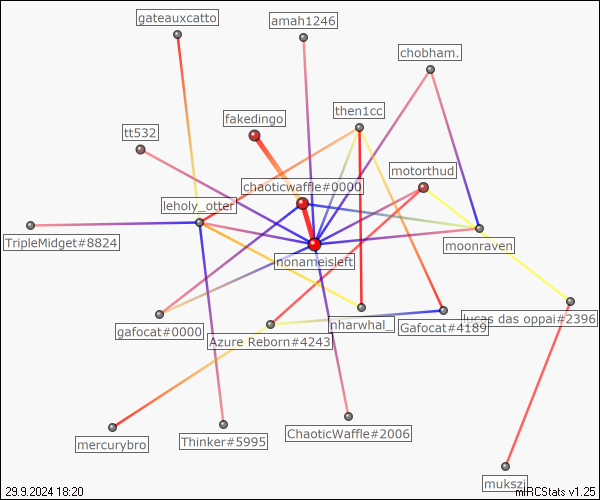 gateauxcatto
amah1246
chobham.
fakedingo
then1cc
tt532
motorthud
chaoticwaffle#0000
leholy_otter
TripleMidget#8824
moonraven
nonameisleft
gafocat#0000
nharwhal_
Gafocat#4189
lucas das oppai#2396
Azure Reborn#4243
mercurybro
Thinker#5995
ChaoticWaffle#2006
mukszi
29.9.2024 18:20
mIRCStats v1.25